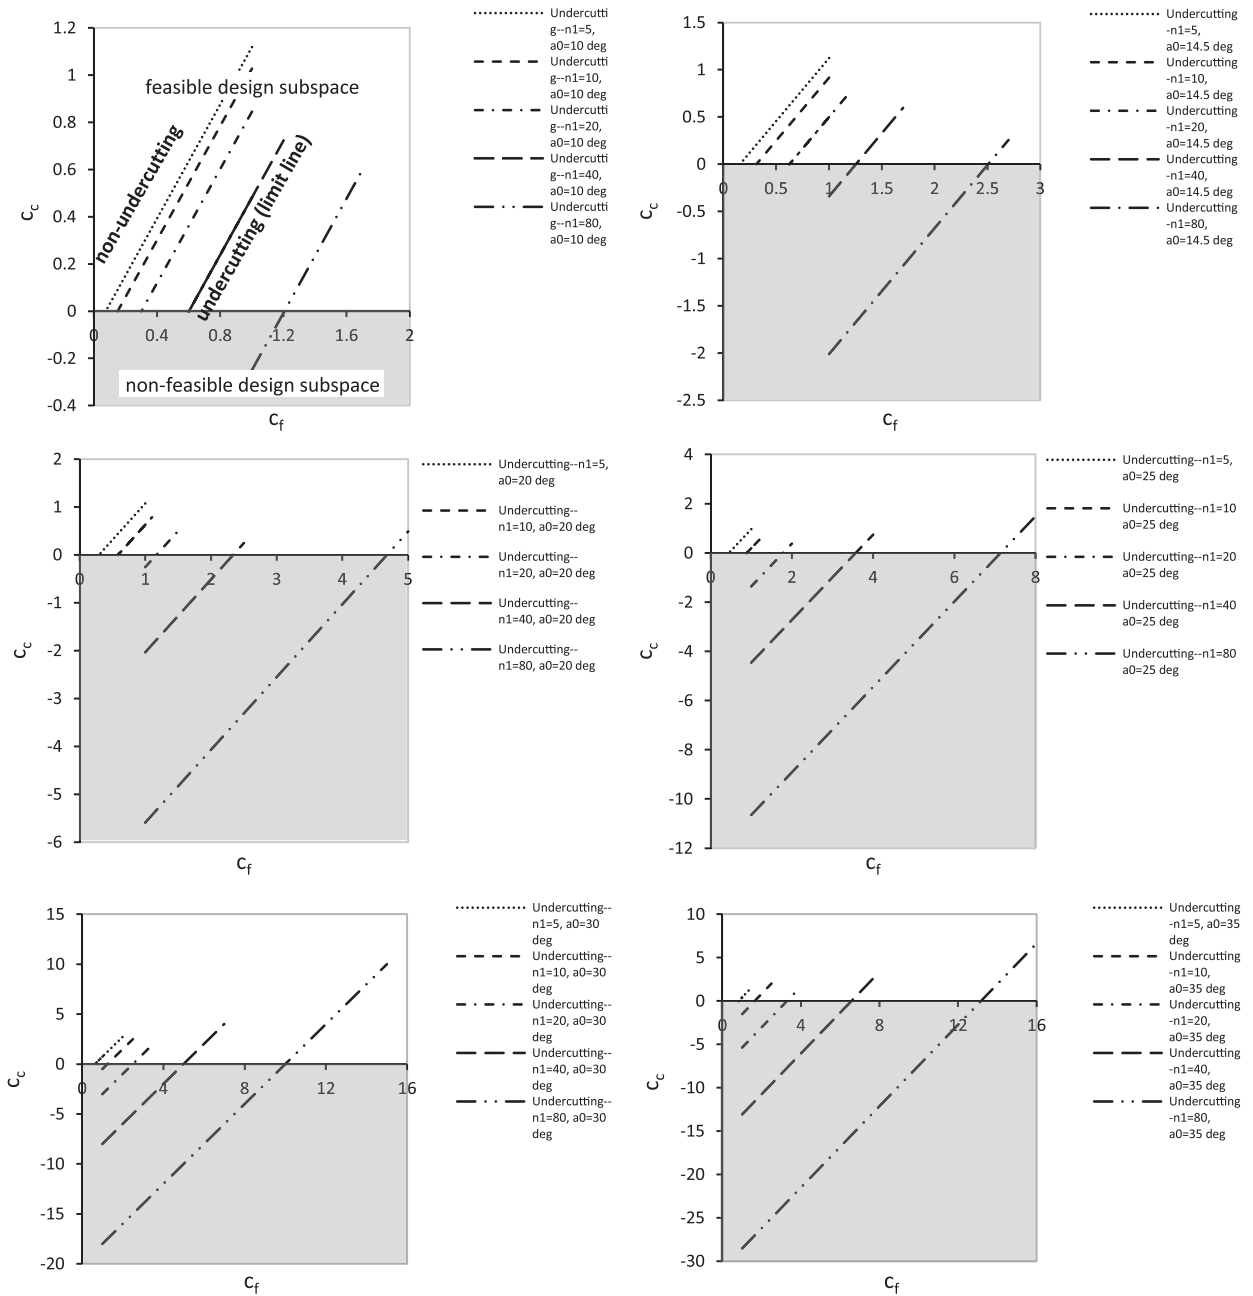 1.2
1
0.8
0.6
0.4
0.2
0
-0.2
-0.4
0
0.4
0.8
1.2
1.6
2
Cc
cf
feasible design subspace
non-undercutting
undercutting (limit line)
non-feasible design subspace
Undercutti
g--n1=5,
a0=10 deg
Undercutti
g--n1=10,
a0=10 deg
Undercutti
g--n1=20,
a0=10 deg
Undercutti
g--n1=40,
a0=10 deg
Undercutti
g--n1=80,
a0=10 deg
1.5
1
0.5
0
-0.5
-1
-1.5
-2
-2.5
0
0.5
1
1.5
2
2.5
3
Cc
cf
Undercutting
-n1=5,
a0=14.5 deg
Undercutting
-n1=10,
a0=14.5 deg
Undercutting
-n1=20,
a0=14.5 deg
Undercutting
-n1=40,
a0=14.5 deg
Undercutting
-n1=80,
a0=14.5 deg
2
1
0
-1
-2
-3
-4
-5
-6
0
1
2
3
4
5
Cc
cf
Undercutting--n1=5,
a0=20 deg
Undercutting--
n1=10, a0=20 deg
Undercutting--
n1=20, a0=20 deg
Undercutting--
n1=40, a0=20 deg
Undercutting--
n1=80, a0=20 deg
4
2
0
-2
-4
-6
-8
-10
-12
0
2
4
6
8
Cc
cf
Undercutting--n1=5,
a0=25 deg
Undercutting--n1=10
a0=25 deg
Undercutting--n1=20
a0=25 deg
Undercutting--n1=40
a0=25 deg
Undercutting--n1=80
a0=25 deg
15
10
5
0
-5
-10
-15
-20
0
4
8
12
16
Cc
cf
Undercutting--
n1=5, a0=30
deg
Undercutting--
n1=10, a0=30
deg
Undercutting--
n1=20, a0=30
deg
Undercutting--
n1=40, a0=30
deg
Undercutting--
n1=80, a0=30
deg
10
5
0
-5
-10
-15
-20
-25
-30
0
4
8
12
16
Cc
cf
Undercutting
-n1=5, a0=35
deg
Undercutting
-n1=10,
a0=35 deg
Undercutting
-n1=20,
a0=35 deg
Undercutting
-n1=40,
a0=35 deg
Undercutting
-n1=80,
a0=35 deg